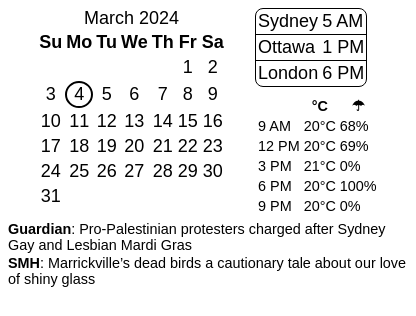 March 2024
Su Mo Tu We Th Fr Sa
1 2
3 4 5 6 7 8 9
10 11 12 13 14 15 16
17 18 19 20 21 22 23
24 25 26 27 28 29 30
31
Sydney 5 AM
Ottawa 1 PM
London 6 PM
°C ☂
9 AM 20°C 68%
12 PM 20°C 69%
3 PM 21°C 0%
6 PM 20°C 100%
9 PM 20°C 0%
Guardian: Pro-Palestinian protesters charged after Sydney
Gay and Lesbian Mardi Gras
SMH: Marrickville’s dead birds a cautionary tale about our love
of shiny glass